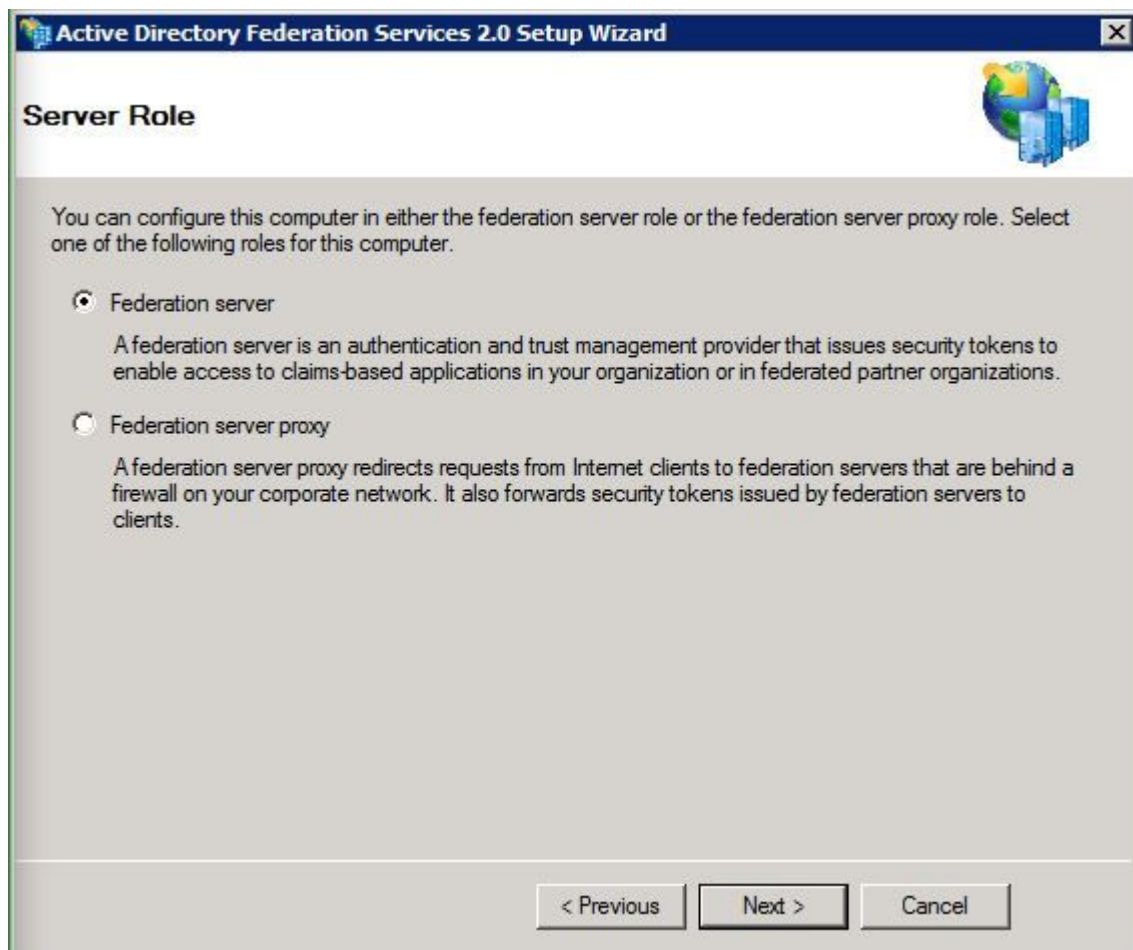 Active Directory Federation Services 2.0 Setup Wizard
Server Role
You can configure this computer in either the federation server role or the federation server proxy role. Select
one of the following roles for this computer.
Federation server
A federation server is an authentication and trust management provider that issues security tokens to
enable access to claims-based applications in your organization or in federated partner organizations.
Federation server proxy
A federation server proxy redirects requests from Internet clients to federation servers that are behind a
firewall on your corporate network. It also forwards security tokens issued by federation servers to
clients.
< Previous Next > Cancel